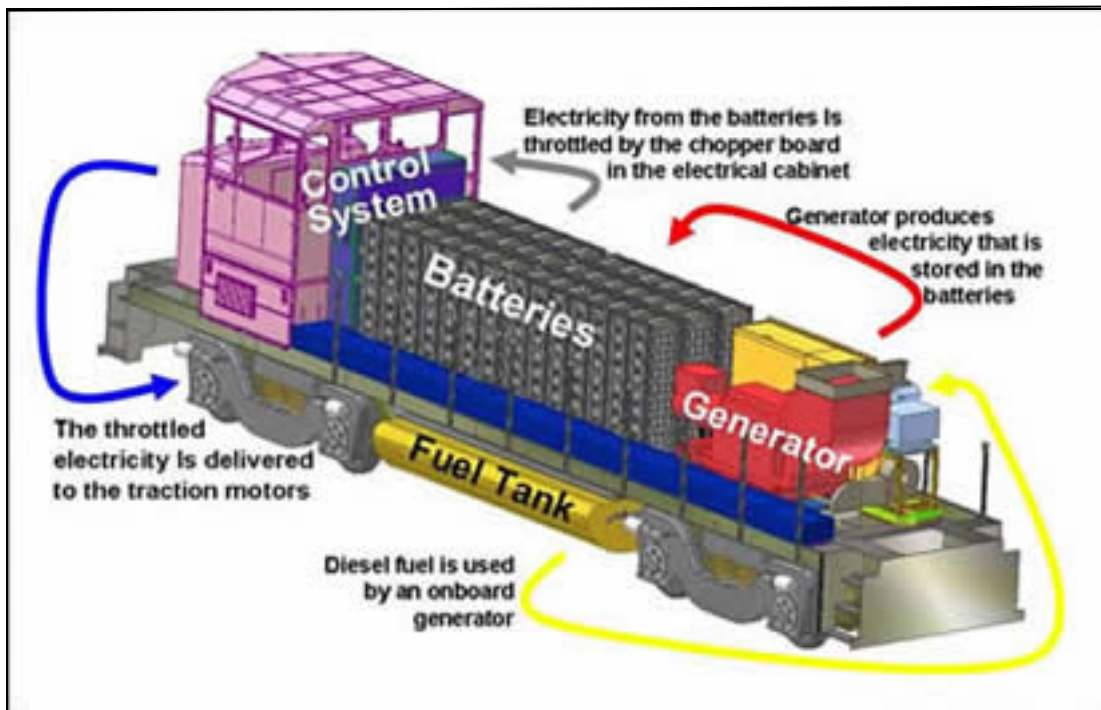 Electricity from the batteries Is
throttled by the chopper board
in the electrical cabinet
Control
System
Generator produces
electricity that is
stored in the
batteries
Batteries
Generator
The throttled
electricity Is delivered
to the traction motors
Fuel Tank
Diesel fuel is used
by an onboard
generator